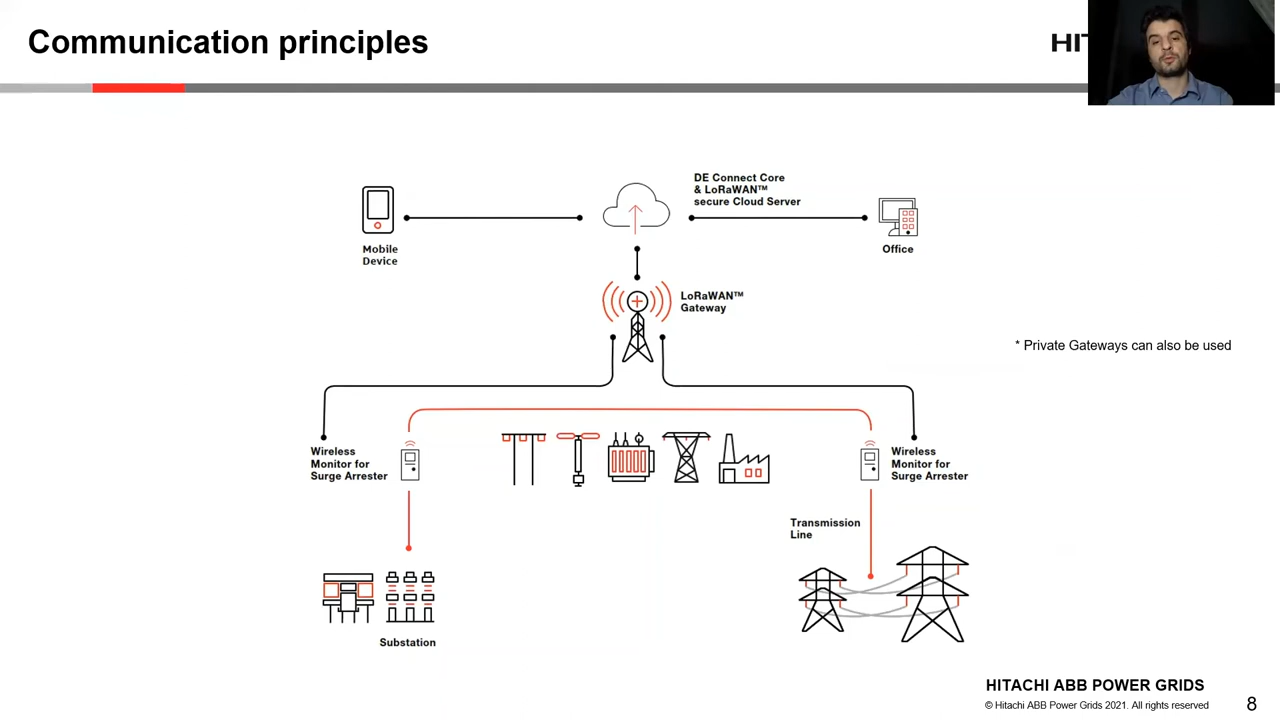 Communication principles
HIT
DE Connect Core
& LoRaWAN™
secure Cloud Server
Mobile
Device
Office
LoRaWAN™
Gateway
* Private Gateways can also be used
Wireless
Monitor for
Surge Arrester
Wireless
Monitor for
Surge Arrester
Transmission
Line
Substation
HITACHI ABB POWER GRIDS
© Hitachi ABB Power Grids 2021. All rights reserved
8